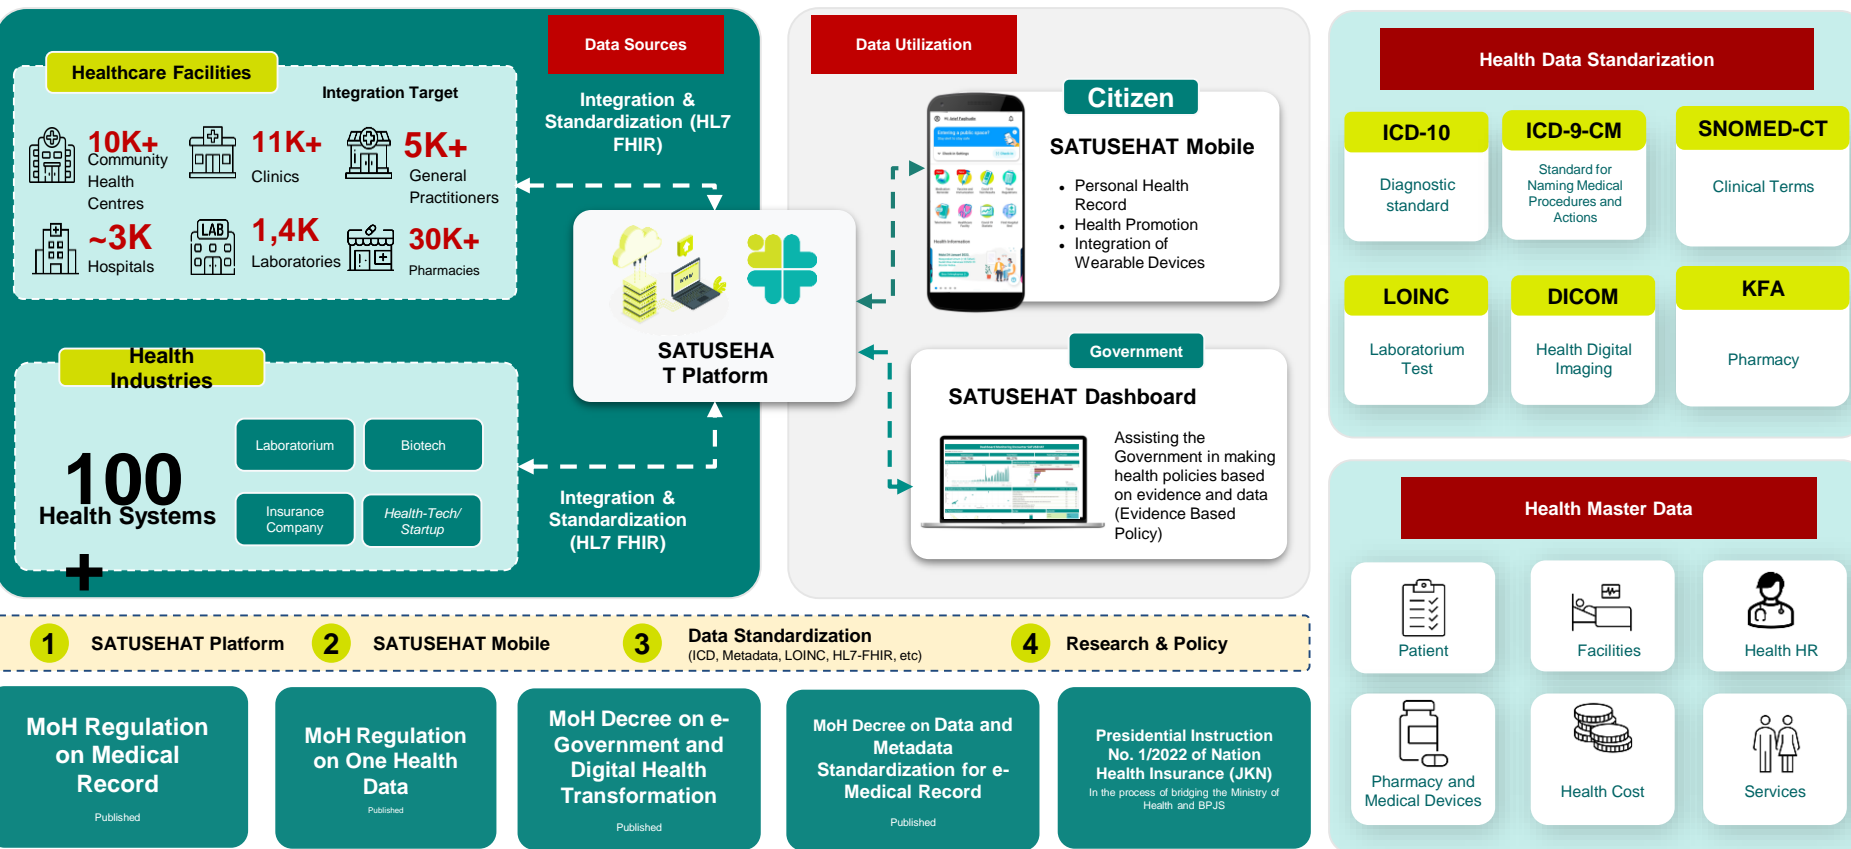 Data Sources
Healthcare Facilities
Integration Target
10K+
Community
Health
Centres
11K+
Clinics
5K+
General
Practitioners
~3K
Hospitals
LAB
1,4K
Laboratories
30K+
Pharmacies
Integration &
Standardization (HL7
FHIR)
Health
Industries
100
Health Systems
+
Laboratorium
Biotech
Insurance
Company
Health-Tech/
Startup
Integration &
Standardization
(HL7 FHIR)
SATUSEHA
T Platform
Data Utilization
Citizen
SATUSEHAT Mobile
• Personal Health
Record
• Health Promotion
• Integration of
Wearable Devices
Government
SATUSEHAT Dashboard
Assisting the
Government in making
health policies based
on evidence and data
(Evidence Based
Policy)
Health Data Standarization
ICD-10
Diagnostic
standard
ICD-9-CM
Standard for
Naming Medical
Procedures and
Actions
SNOMED-CT
Clinical Terms
LOINC
Laboratorium
Test
DICOM
Health Digital
Imaging
KFA
Pharmacy
Health Master Data
Patient
Facilities
Health HR
Pharmacy and
Medical Devices
Health Cost
Services
1 SATUSEHAT Platform
2 SATUSEHAT Mobile
3 Data Standardization
(ICD, Metadata, LOINC, HL7-FHIR, etc)
4 Research & Policy
MoH Regulation
on Medical
Record
Published
MoH Regulation
on One Health
Data
Published
MoH Decree on e-
Government and
Digital Health
Transformation
Published
MoH Decree on Data and
Metadata
Standardization for e-
Medical Record
Published
Presidential Instruction
No. 1/2022 of Nation
Health Insurance (JKN)
In the process of bridging the Ministry of
Health and BPJS